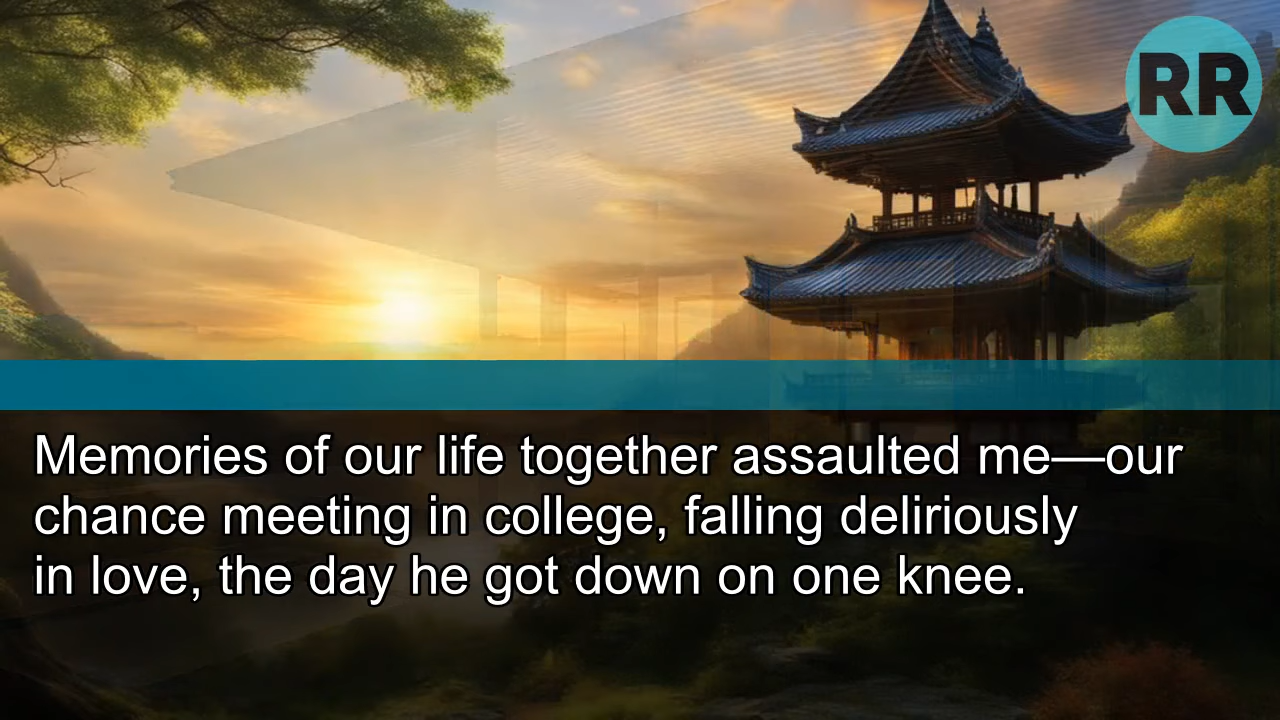 RR
Memories of our life together assaulted me—our
chance meeting in college, falling deliriously
in love, the day he got down on one knee.